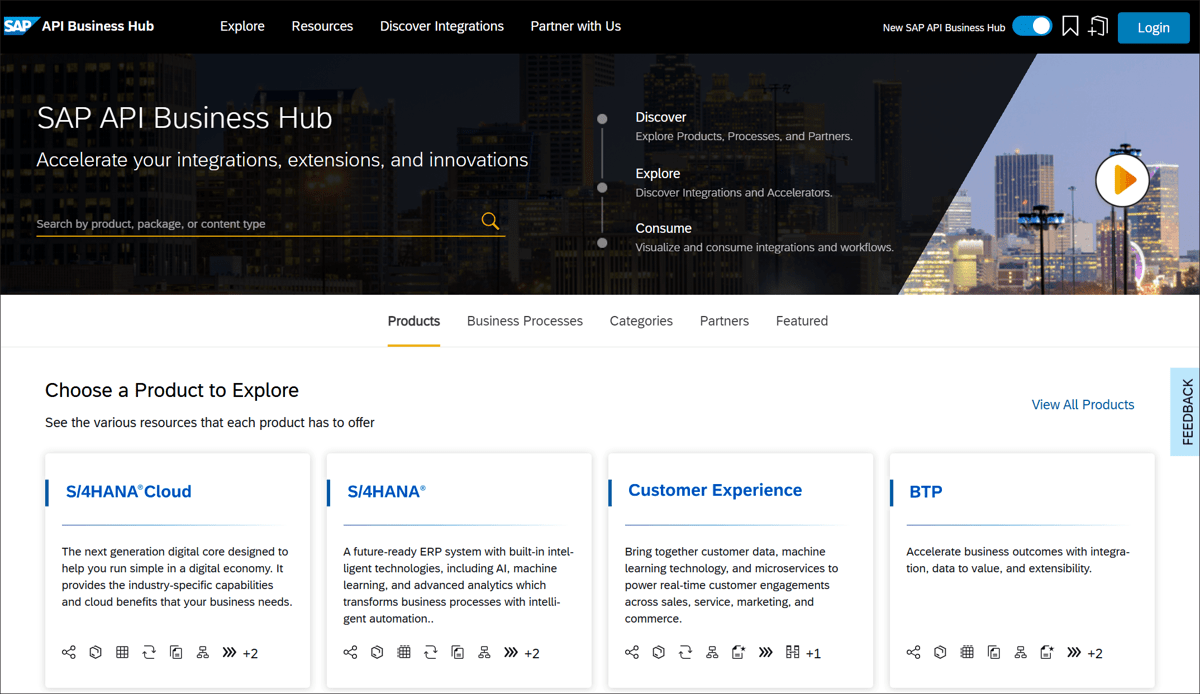 SAP API Business Hub
Explore
Resources
Discover Integrations
Partner with Us
New SAP API Business Hub
Login
SAP API Business Hub
Accelerate your integrations, extensions, and innovations
Search by product, package, or content type
Discover
Explore Products, Processes, and Partners.
Explore
Discover Integrations and Accelerators.
Consume
Visualize and consume integrations and workflows.
Products
Business Processes
Categories
Partners
Featured
Choose a Product to Explore
See the various resources that each product has to offer
View All Products
FEEDBACK
S/4HANA®Cloud
The next generation digital core designed to
help you run simple in a digital economy. It
provides the industry-specific capabilities
and cloud benefits that your business needs.
+2
S/4HANA®
A future-ready ERP system with built-in intel-
ligent technologies, including AI, machine
learning, and advanced analytics which
transforms business processes with intelli-
gent automation..
+2
Customer Experience
Bring together customer data, machine
learning technology, and microservices to
power real-time customer engagements
across sales, service, marketing, and
commerce.
+1
BTP
Accelerate business outcomes with integra-
tion, data to value, and extensibility.
+2